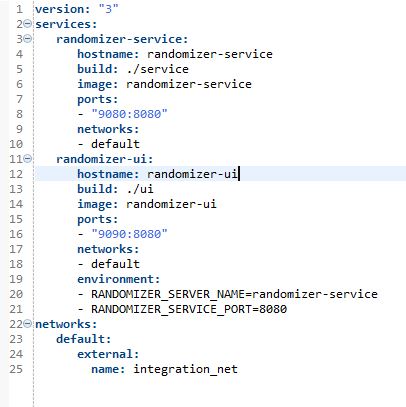 1 version: "3"
2 services:
3 randomizer-service:
4 hostname: randomizer-service
5 build: ./service
6 image: randomizer-service
7 ports:
8 - "9080:8080"
9 networks:
10 - default
11 randomizer-ui:
12 hostname: randomizer-ui
13 build: ./ui
14 image: randomizer-ui
15 ports:
16 - "9090:8080"
17 networks:
18 - default
19 environment:
20 - RANDOMIZER_SERVER_NAME=randomizer-service
21 - RANDOMIZER_SERVICE_PORT=8080
22 networks:
23 default:
24 external:
25 name: integration_net